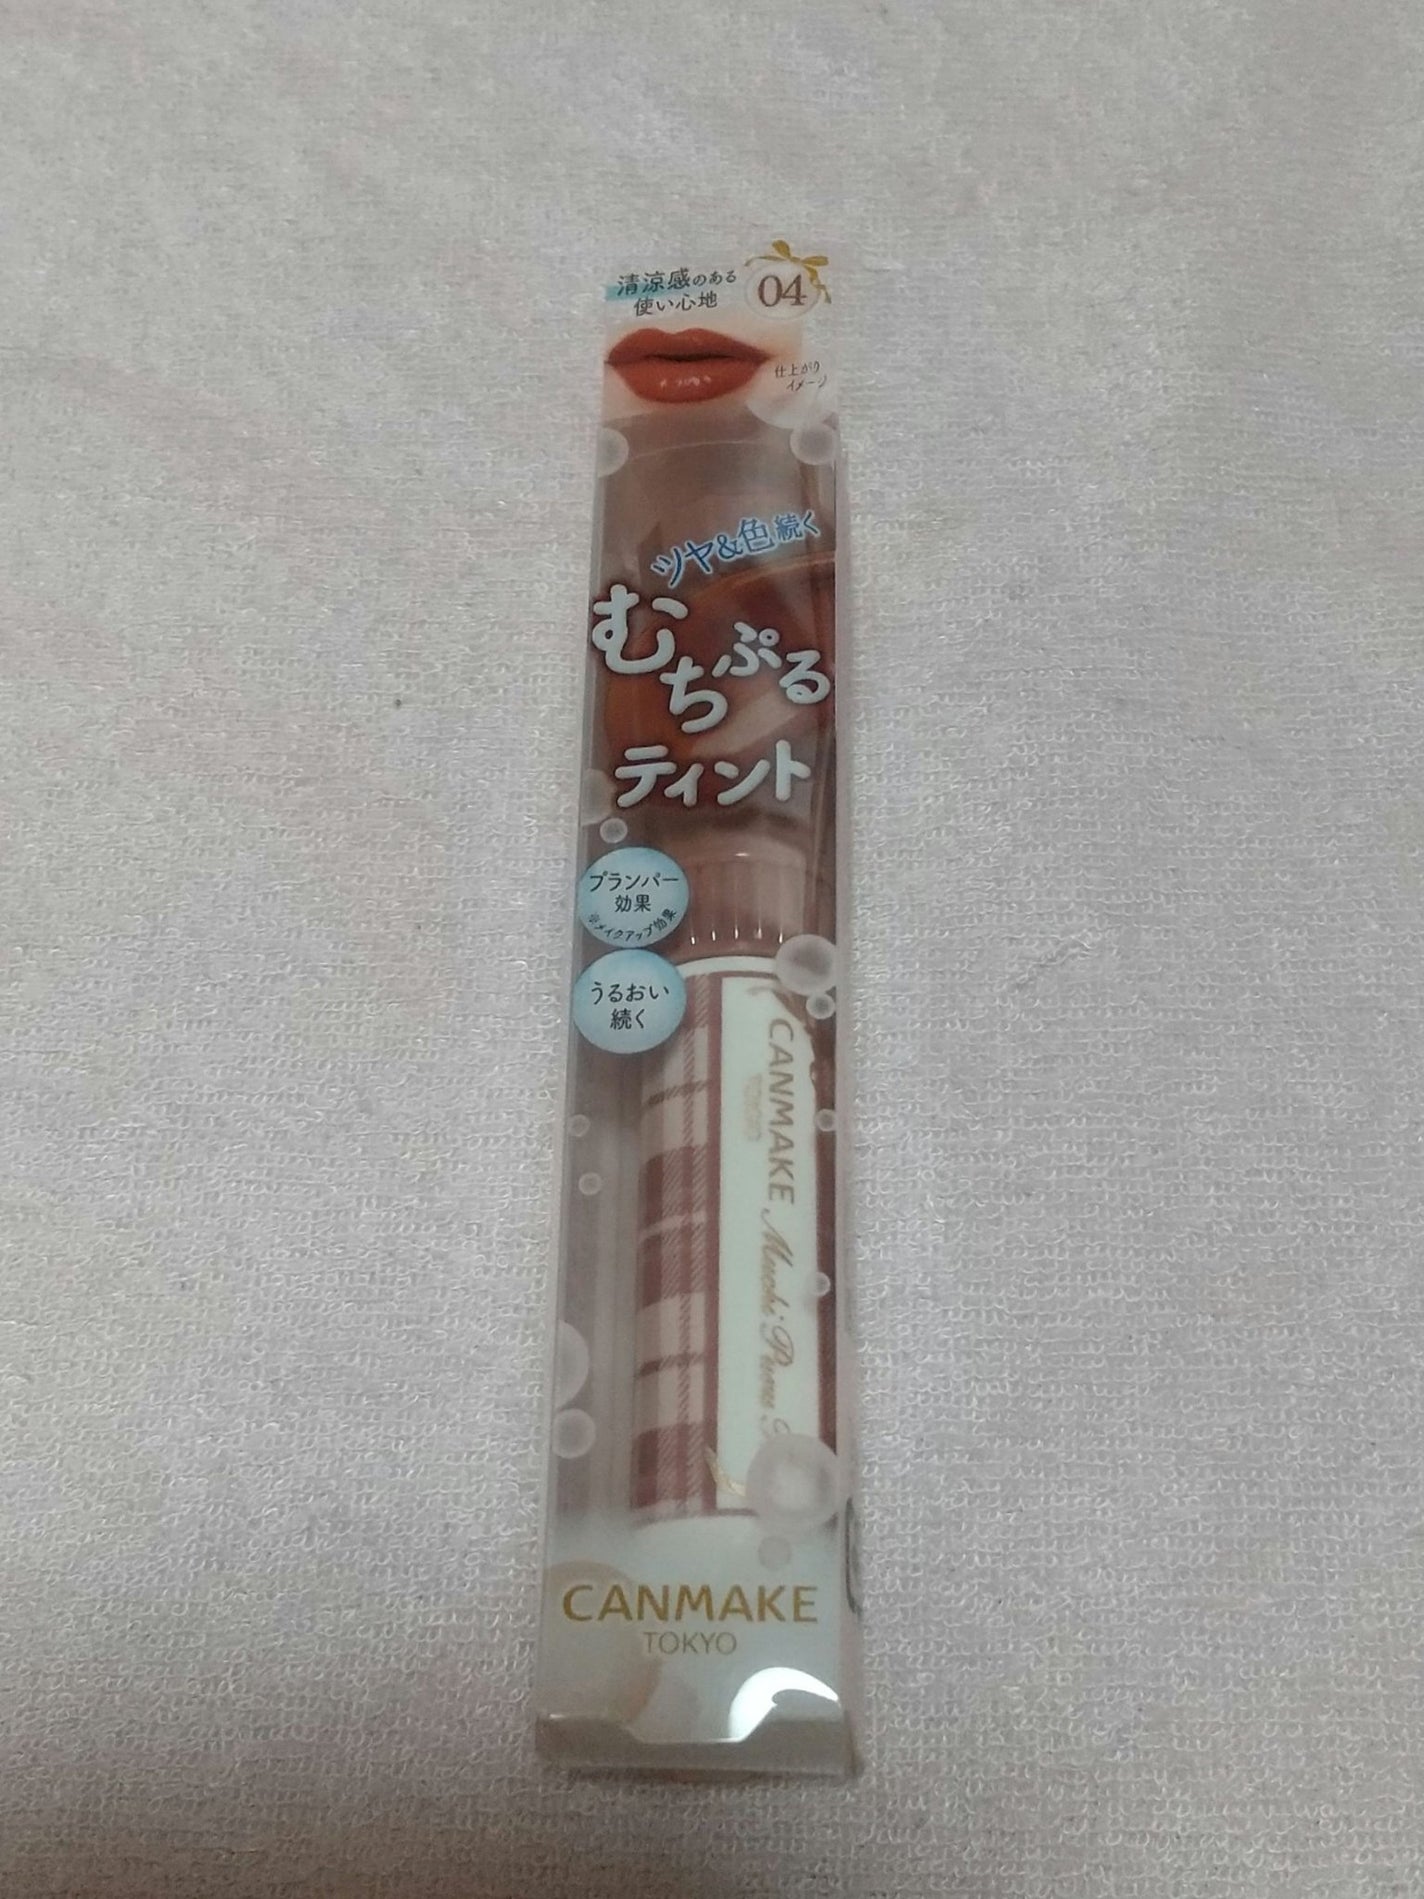 清涼感のある
使い心地
04
仕上がり
イメージ
ツヤ&色続く
むちぷる
ティント
プランパー
効果
※メイクアップ効果
うるおい
続く
CANMAKE Muchi-Puru
TOKYO
CANMAKE
TOKYO